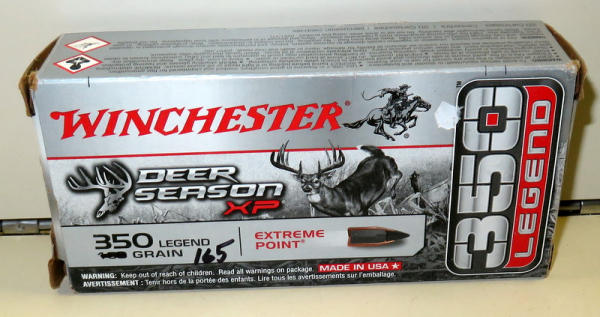 WINCHESTER
DEER
SEASON
XP
350 LEGEND
GRAIN
165
EXTREME
POINT
350
LEGEND
WARNING: Keep out of reach of children. Read all warnings on package.
MADE IN USA
AVERTISSEMENT : Tenir hors de la portée des enfants. Lire tous les avertissements sur l'emballage.